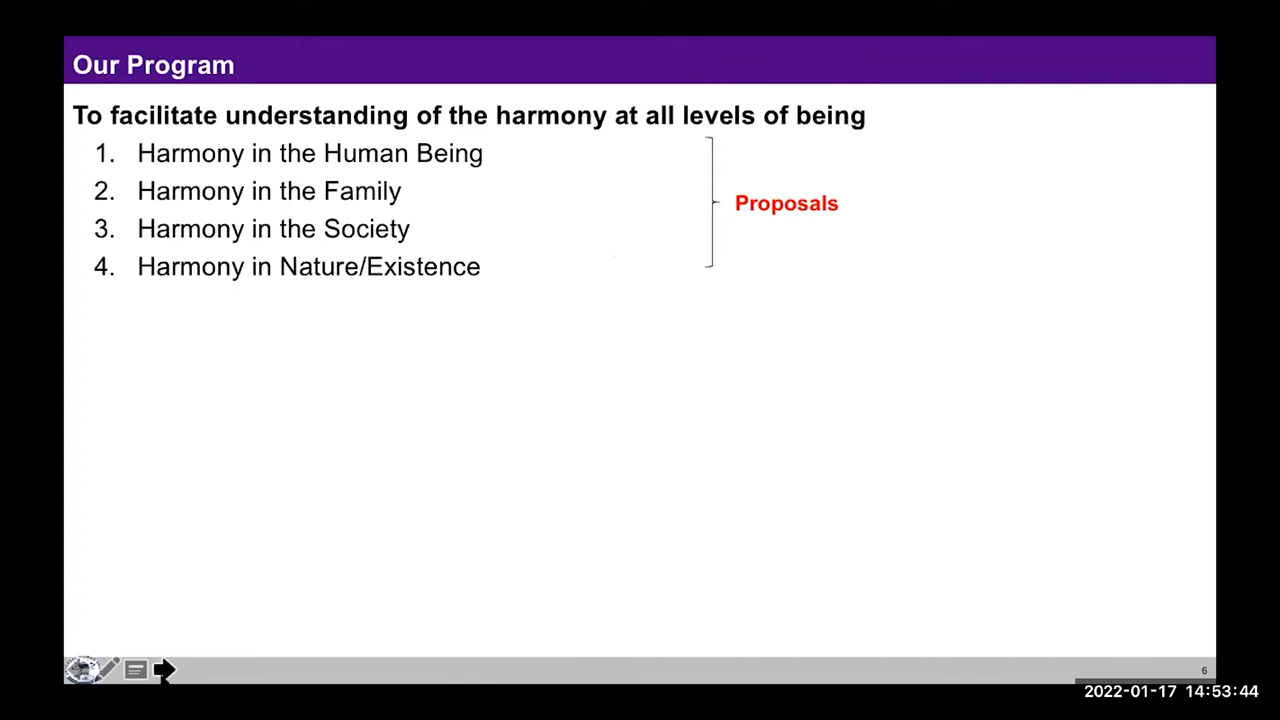 Our Program
To facilitate understanding of the harmony at all levels of being
1. Harmony in the Human Being
2. Harmony in the Family
3. Harmony in the Society
4. Harmony in Nature/Existence
Proposals
6
2022-01-17 14:53:44